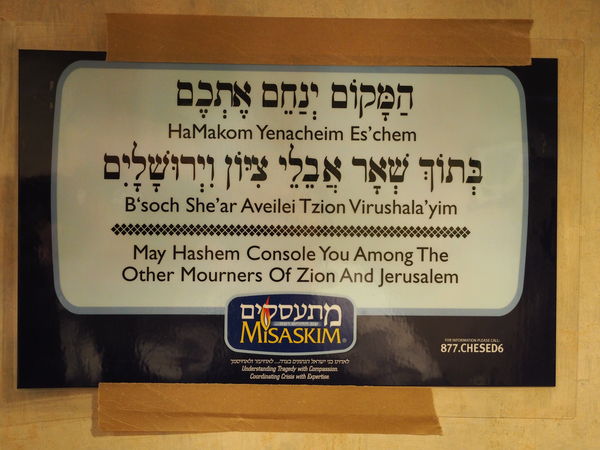 הַמָּקוֹם יְנַחֵם אֶתְכֶם
HaMakom Yenacheim Es'chem
בְּתוֹךְ שְׁאָר אֲבֵלֵי צִיּוֹן וִירוּשָׁלָיִם
B'soch She'ar Aveilei Tzion Virushala'yim
May Hashem Console You Among The
Other Mourners Of Zion And Jerusalem
מתעסקים
MISASKIM®
Understanding Tragedy with Compassion.
Coordinating Crisis with Expertise.
FOR INFORMATION PLEASE CALL:
877.CHESED6